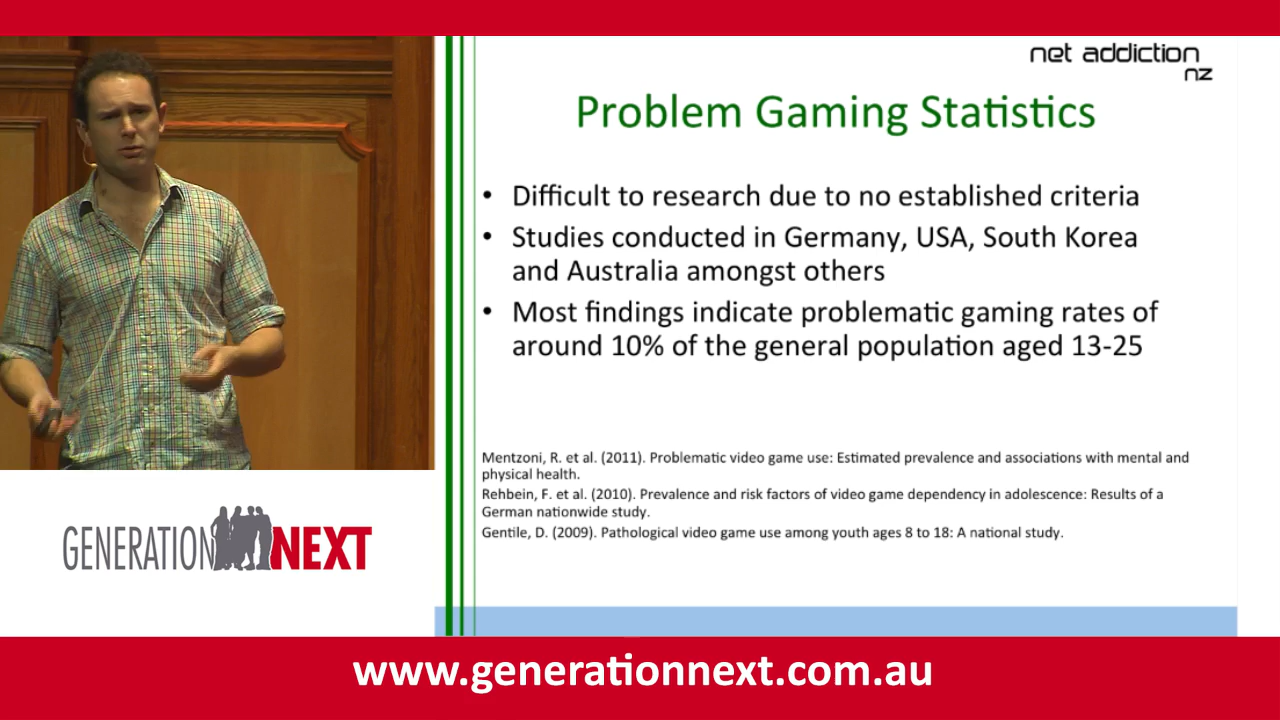 net addiction
nz
Problem Gaming Statistics
• Difficult to research due to no established criteria
• Studies conducted in Germany, USA, South Korea
and Australia amongst others
• Most findings indicate problematic gaming rates of
around 10% of the general population aged 13-25
Mentzoni, R. et al. (2011). Problematic video game use: Estimated prevalence and associations with mental and
physical health.
Rehbein, F. et al. (2010). Prevalence and risk factors of video game dependency in adolescence: Results of a
German nationwide study.
Gentile, D. (2009). Pathological video game use among youth ages 8 to 18: A national study.
GENERATION NEXT
www.generationnext.com.au